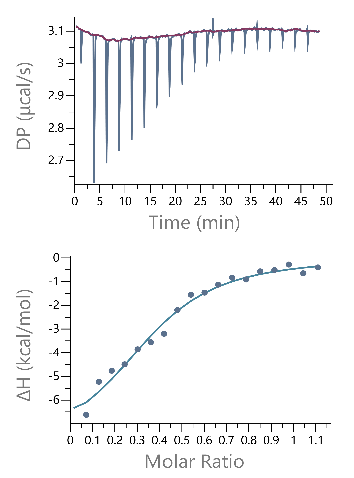 3.1
3
2.9
2.8
2.7
DP (µcal/s)
0 5 10 15 20 25 30 35 40 45 50
Time (min)
0
-1
-2
-3
-4
-5
-6
ΔH (kcal/mol)
0 0.1 0.2 0.3 0.4 0.5 0.6 0.7 0.8 0.9 1 1.1
Molar Ratio